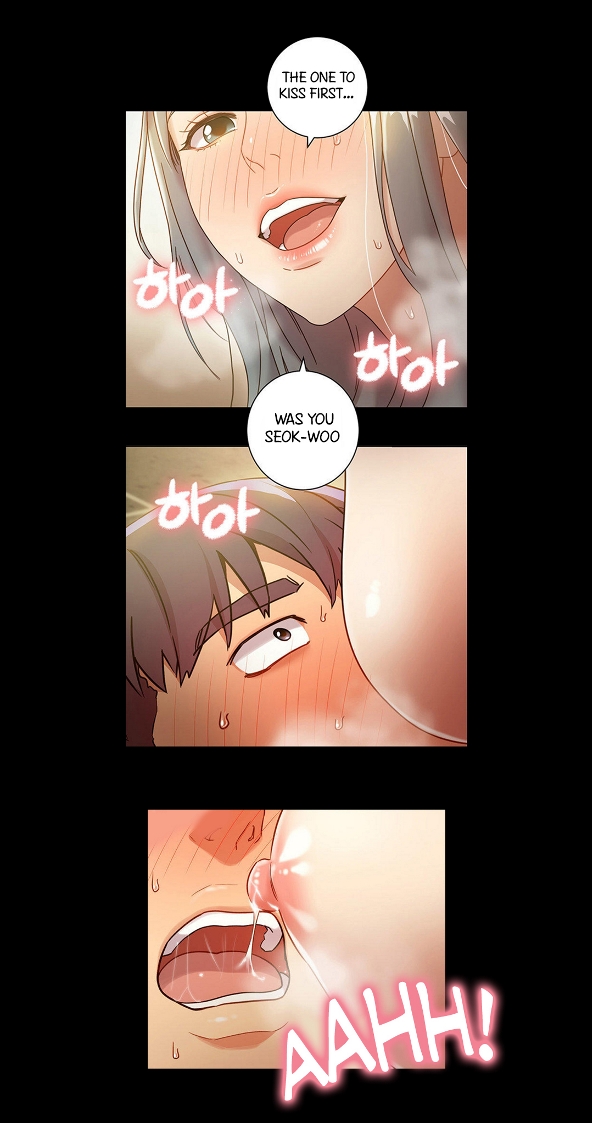 THE ONE TO
KISS FIRST...
하아
하아
WAS YOU
SEOK-WOO
하아
AAHH!